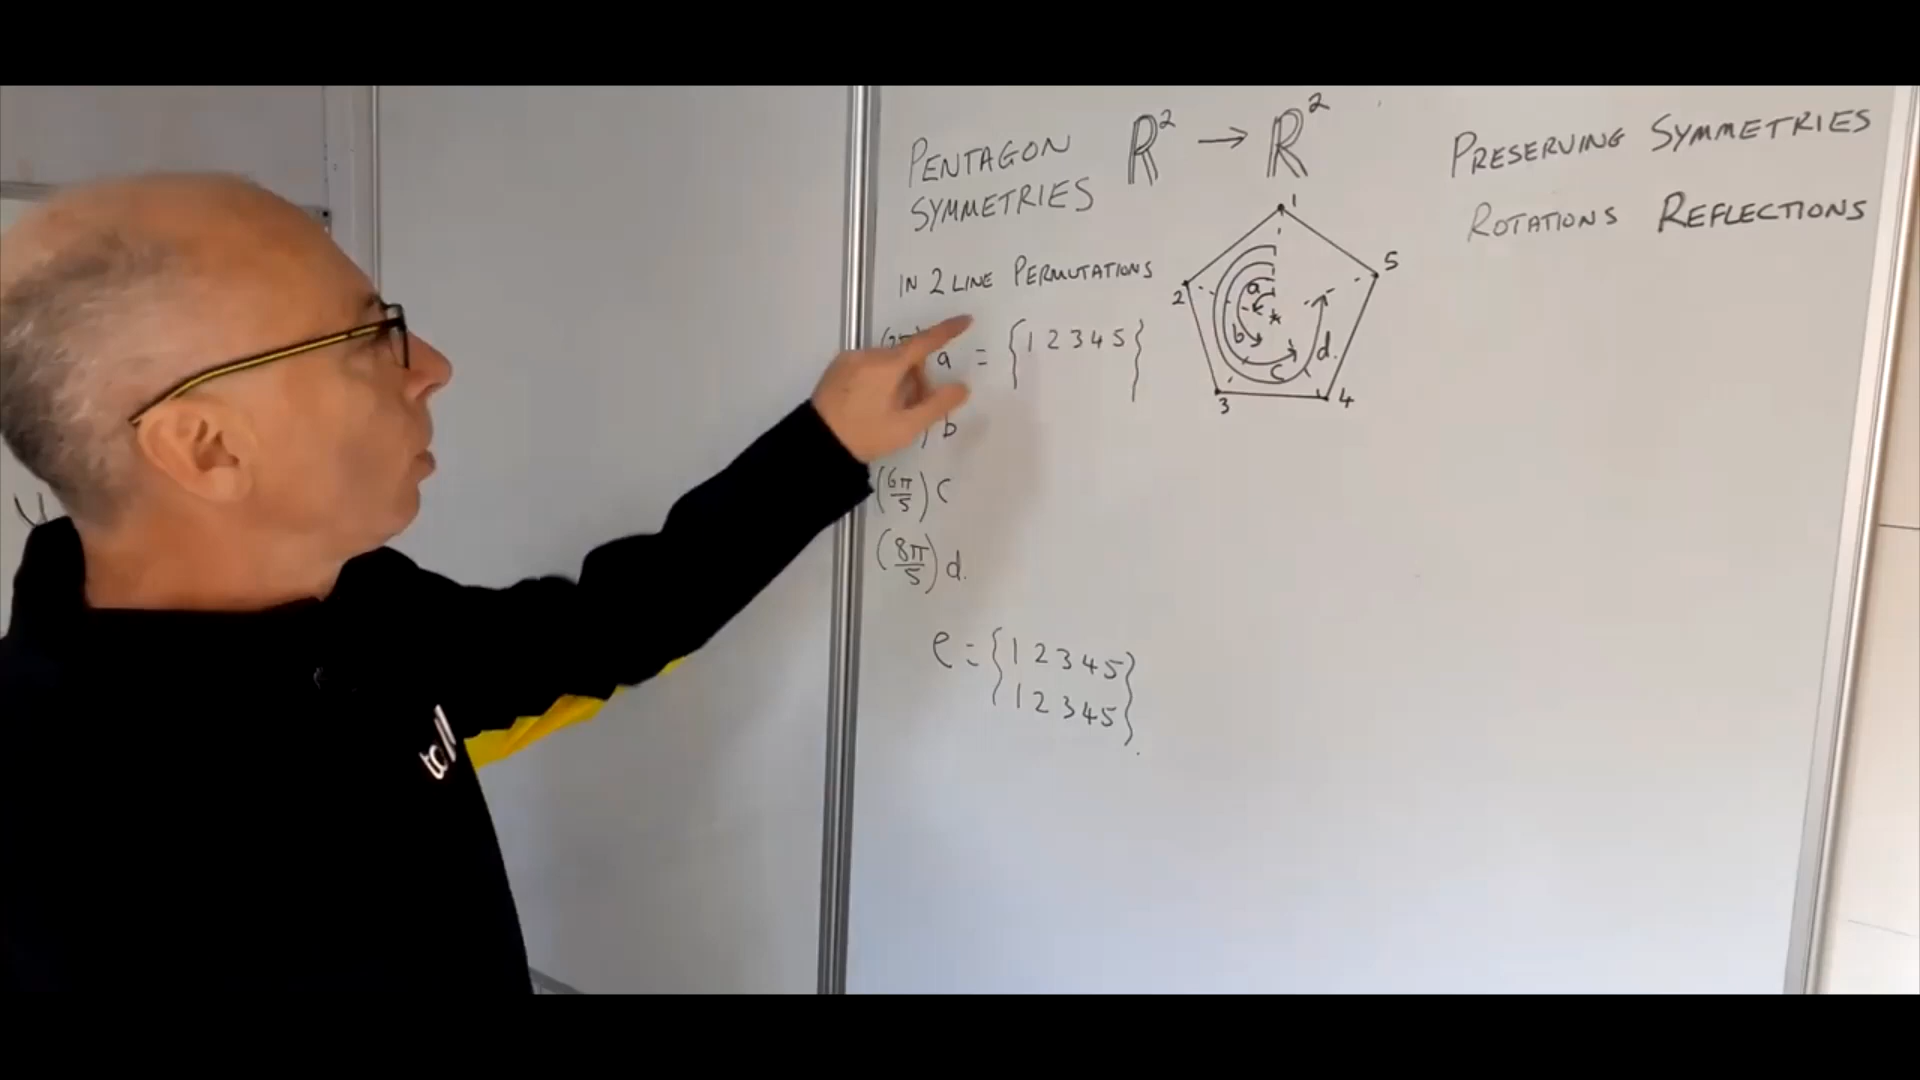 PENTAGON SYMMETRIES
R² → R²
PRESERVING SYMMETRIES
ROTATIONS REFLECTIONS
IN 2 LINE PERMUTATIONS
a = {1 2 3 4 5}
b
(6π/5) c
(8π/5) d.
e = {1 2 3 4 5
1 2 3 4 5}.
1
2
3
4
5
a
b
c
d.